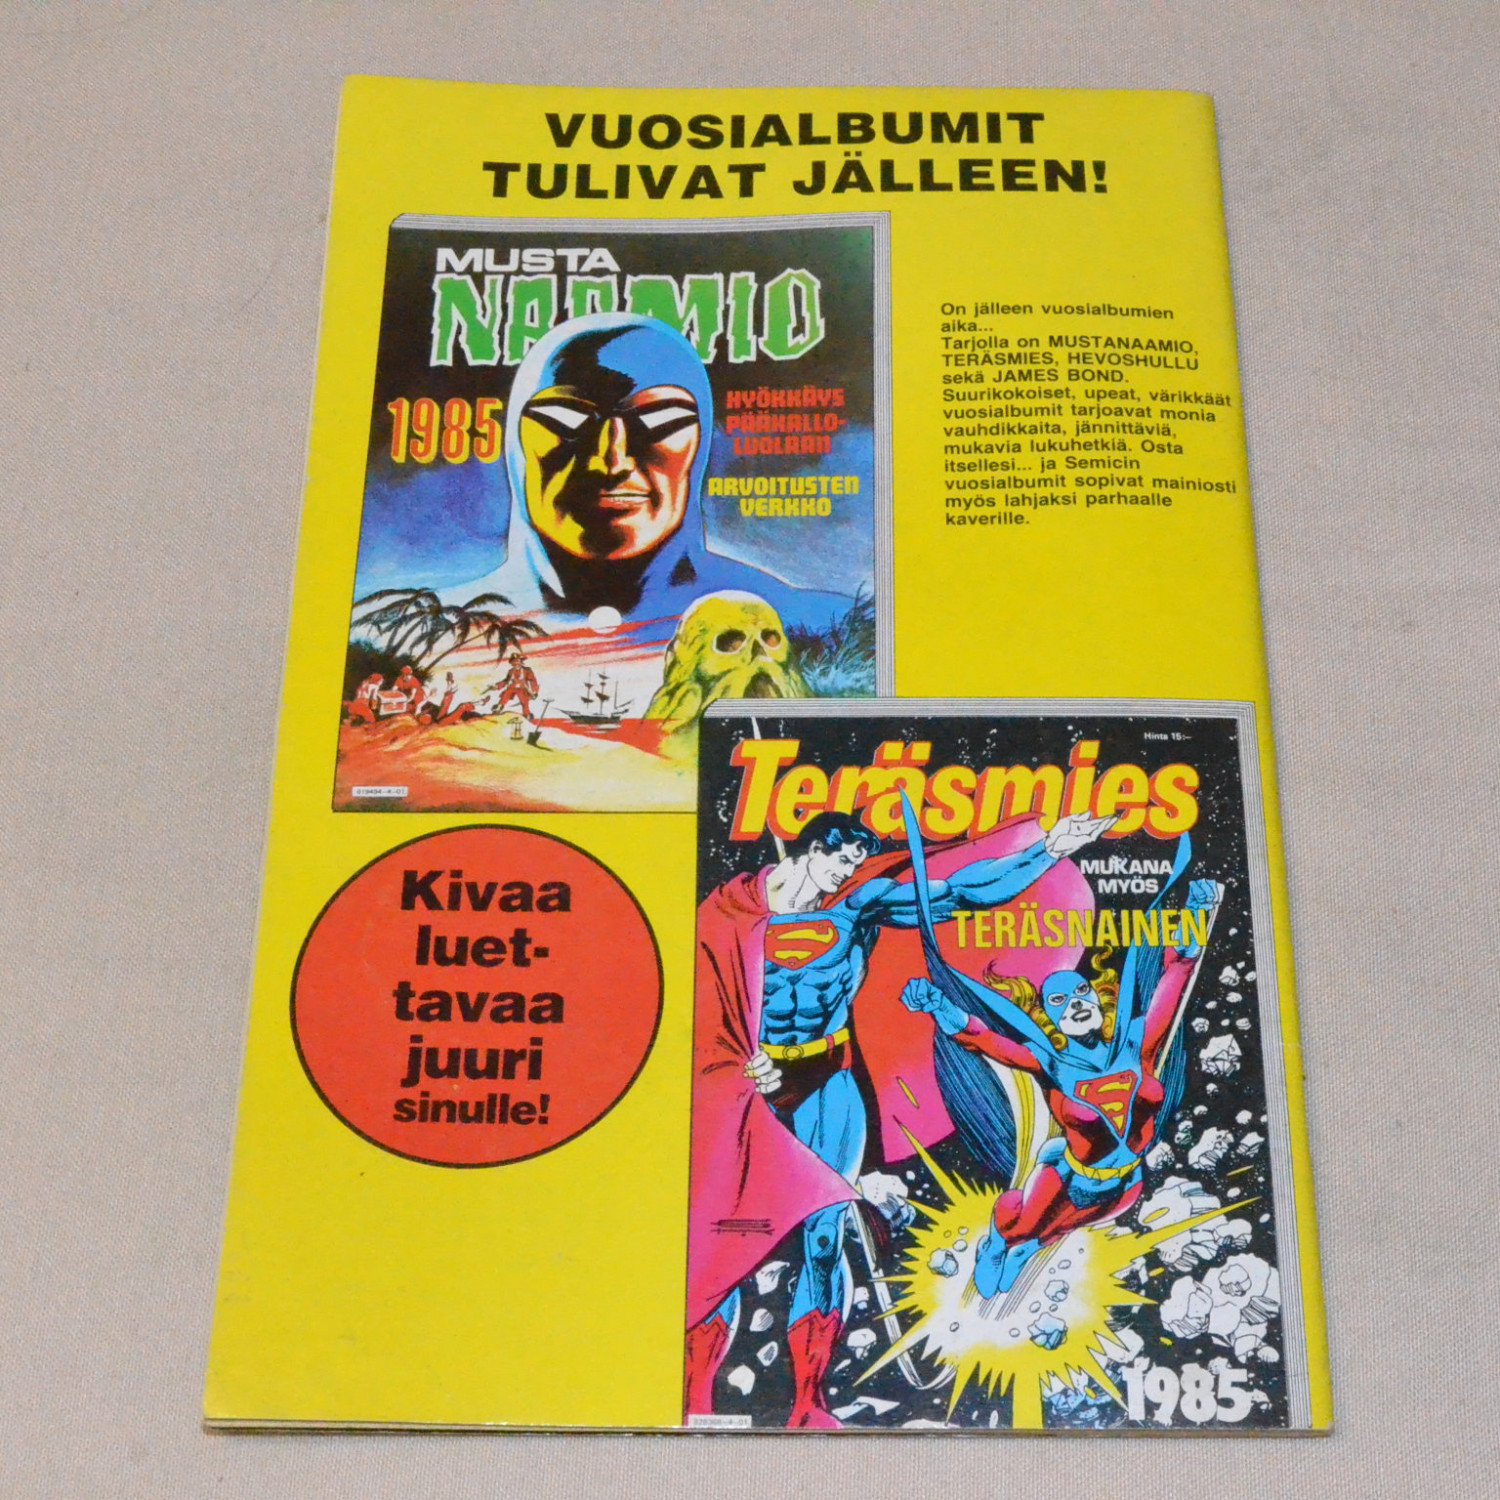 VUOSIALBUMIT
TULIVAT JÄLLEEN!
MUSTA
NAAMIO
1985
HYÖKKÄYS
PÄÄKALLO-
LUOLAAN
ARVOITUSTEN
VERKKO
On jälleen vuosialbumien
aika...
Tarjolla on MUSTANAAMIO,
TERÄSMIES, HEVOSHULLU
sekä JAMES BOND.
Suurikokoiset, upeat, värikkäät
vuosialbumit tarjoavat monia
vauhdikkaita, jännittäviä,
mukavia lukuhetkiä. Osta
itsellesi... ja Semicin
vuosialbumit sopivat mainiosti
myös lahjaksi parhaalle
kaverille.
Hinta 15:–
Teräsmies
MUKANA
MYÖS
TERÄSNAINEN
Kivaa
luet-
tavaa
juuri
sinulle!
1985